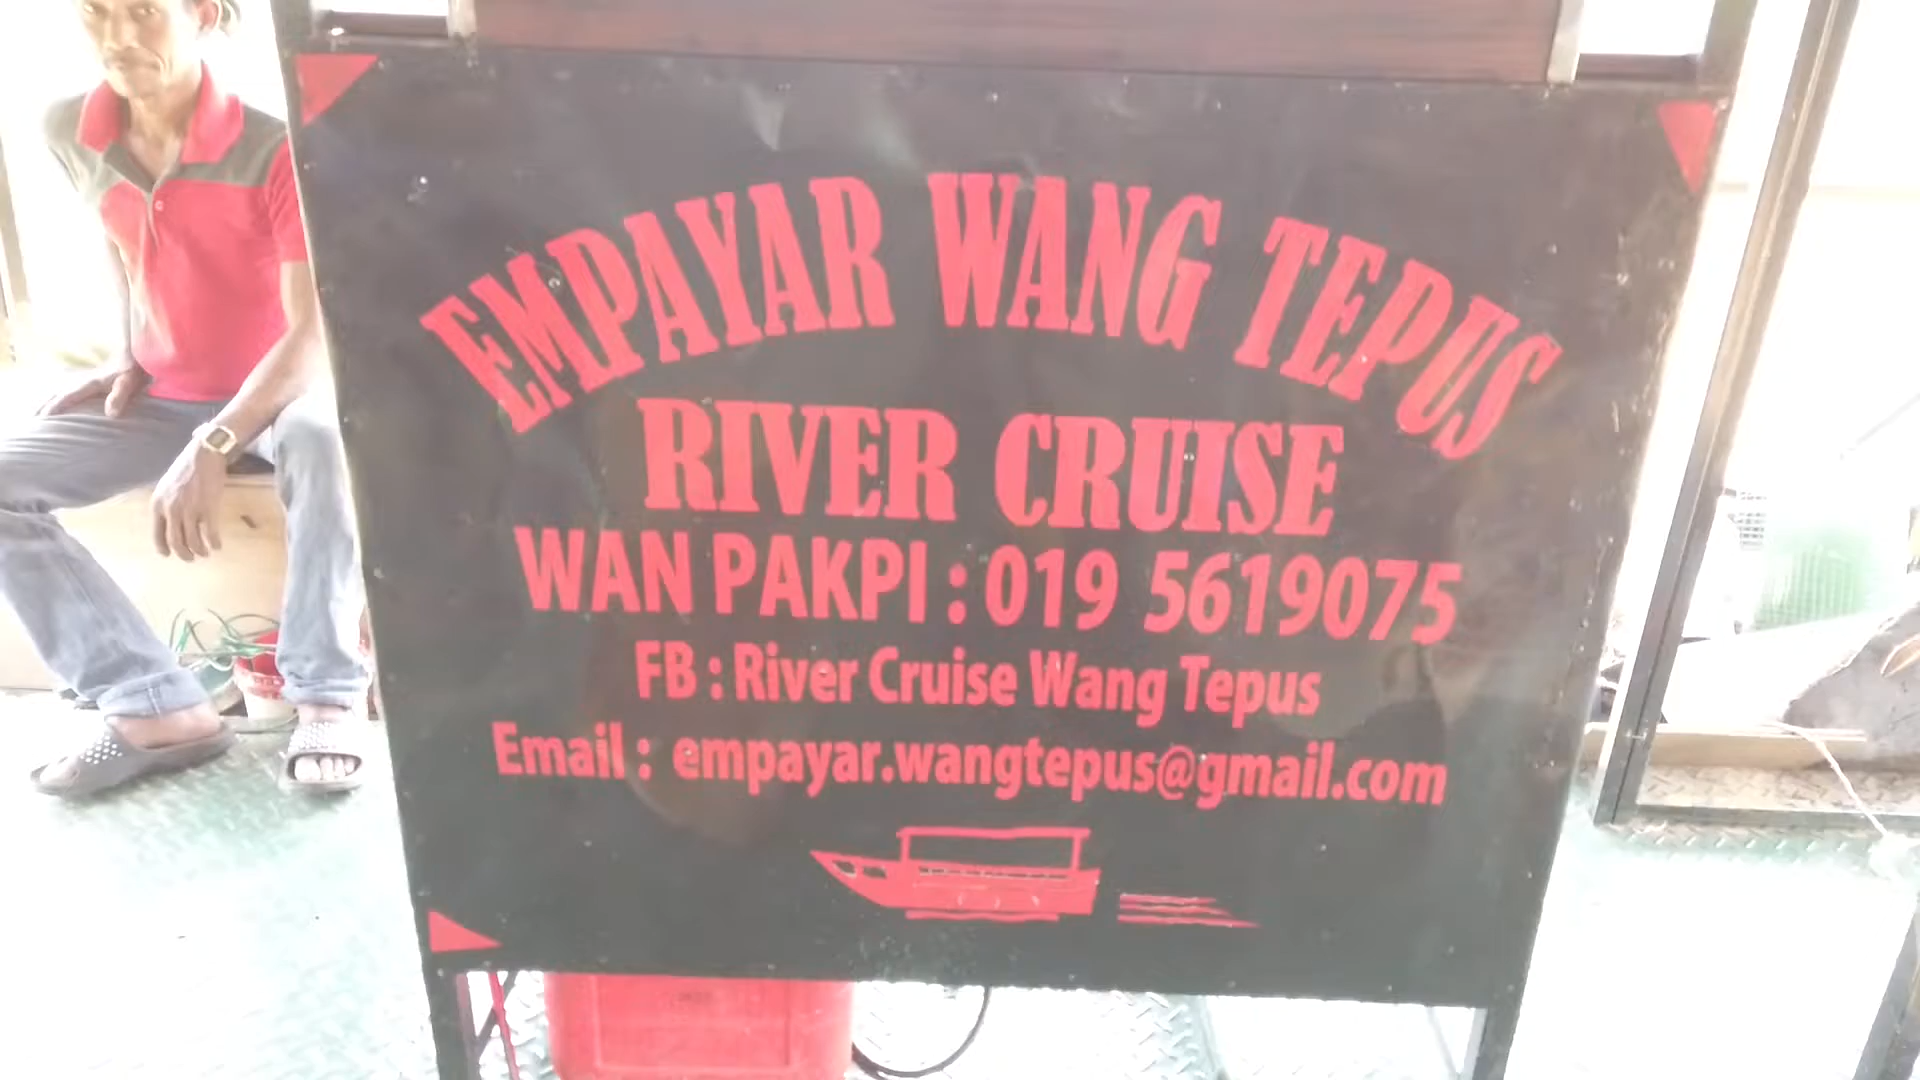 EMPAYAR WANG TEPUS
RIVER CRUISE
WAN PAKPI : 019 5619075
FB : River Cruise Wang Tepus
Email : empayar.wangtepus@gmail.com